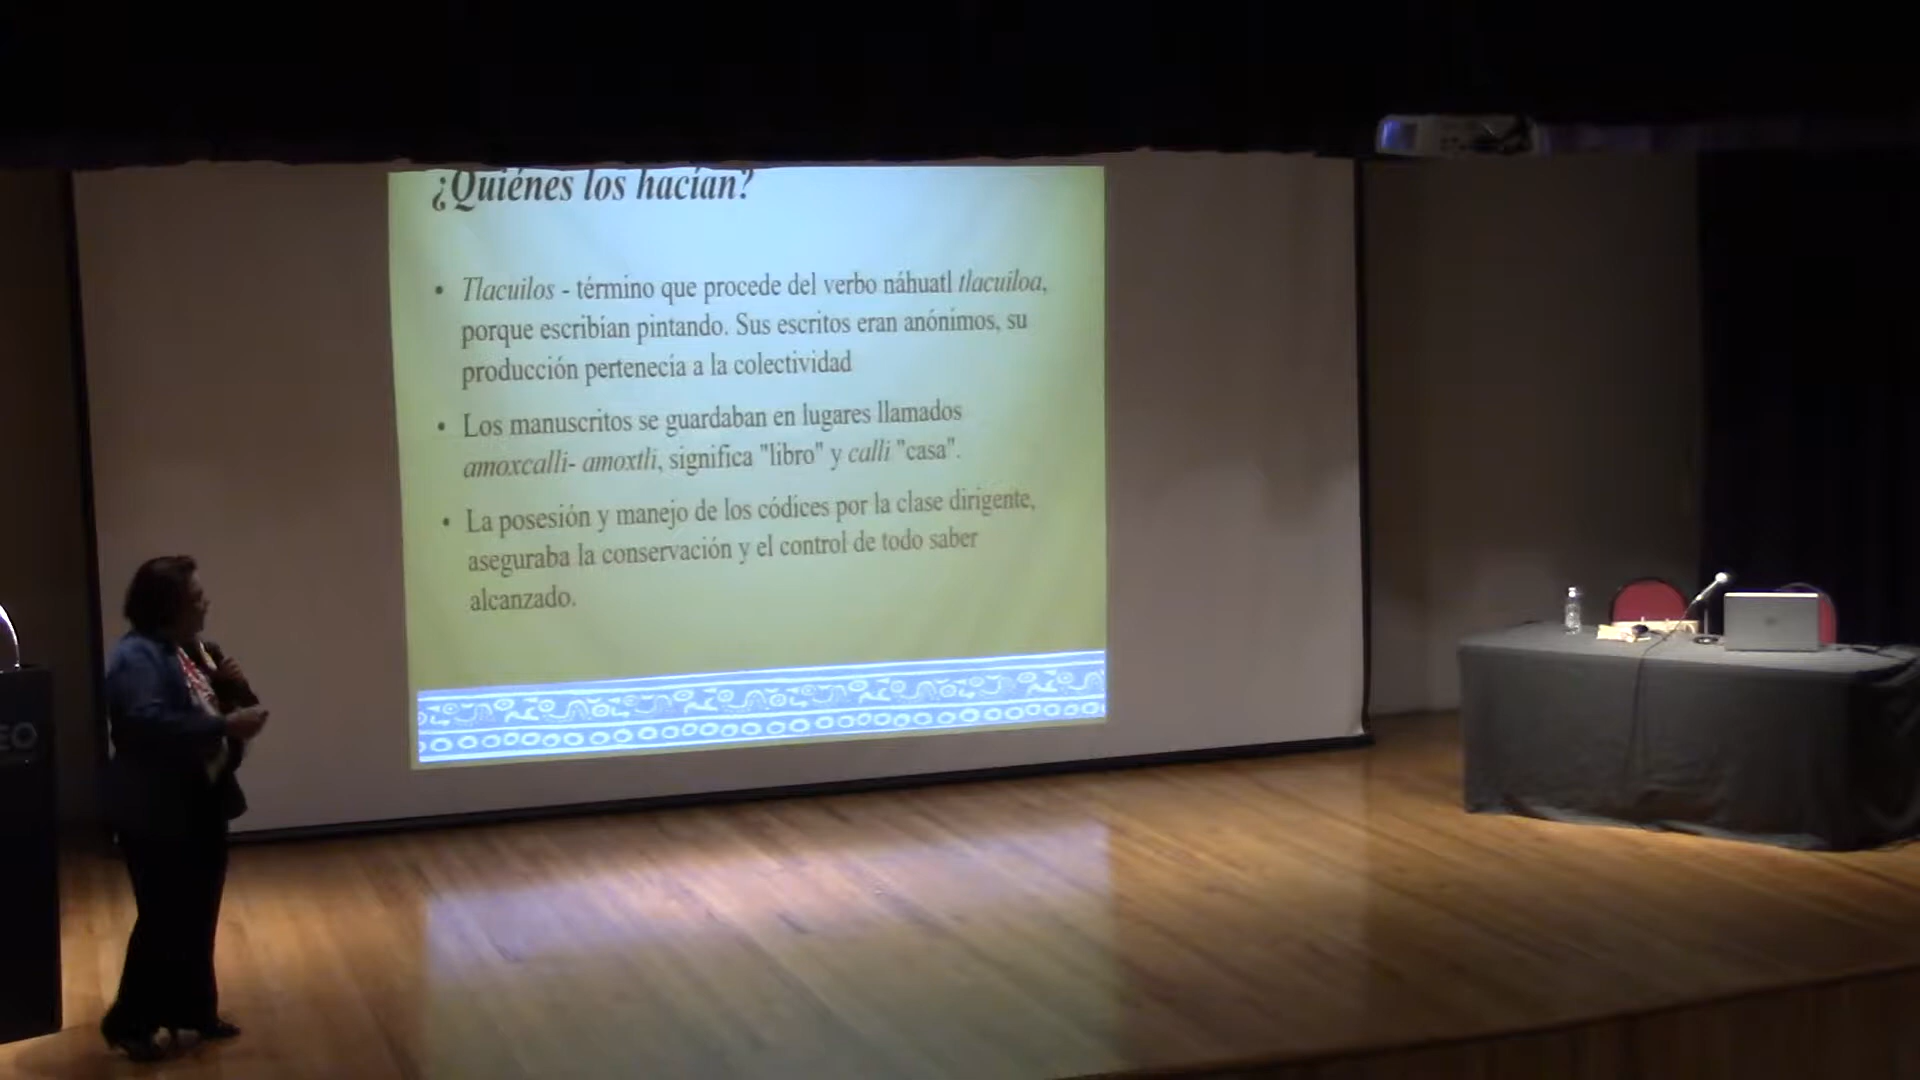 ¿Quiénes los hacían?
• Tlacuilos - término que procede del verbo náhuatl tlacuiloa,
porque escribían pintando. Sus escritos eran anónimos, su
producción pertenecía a la colectividad
• Los manuscritos se guardaban en lugares llamados
amoxcalli- amoxtli, significa "libro" y calli "casa".
• La posesión y manejo de los códices por la clase dirigente,
aseguraba la conservación y el control de todo saber
alcanzado.
EO